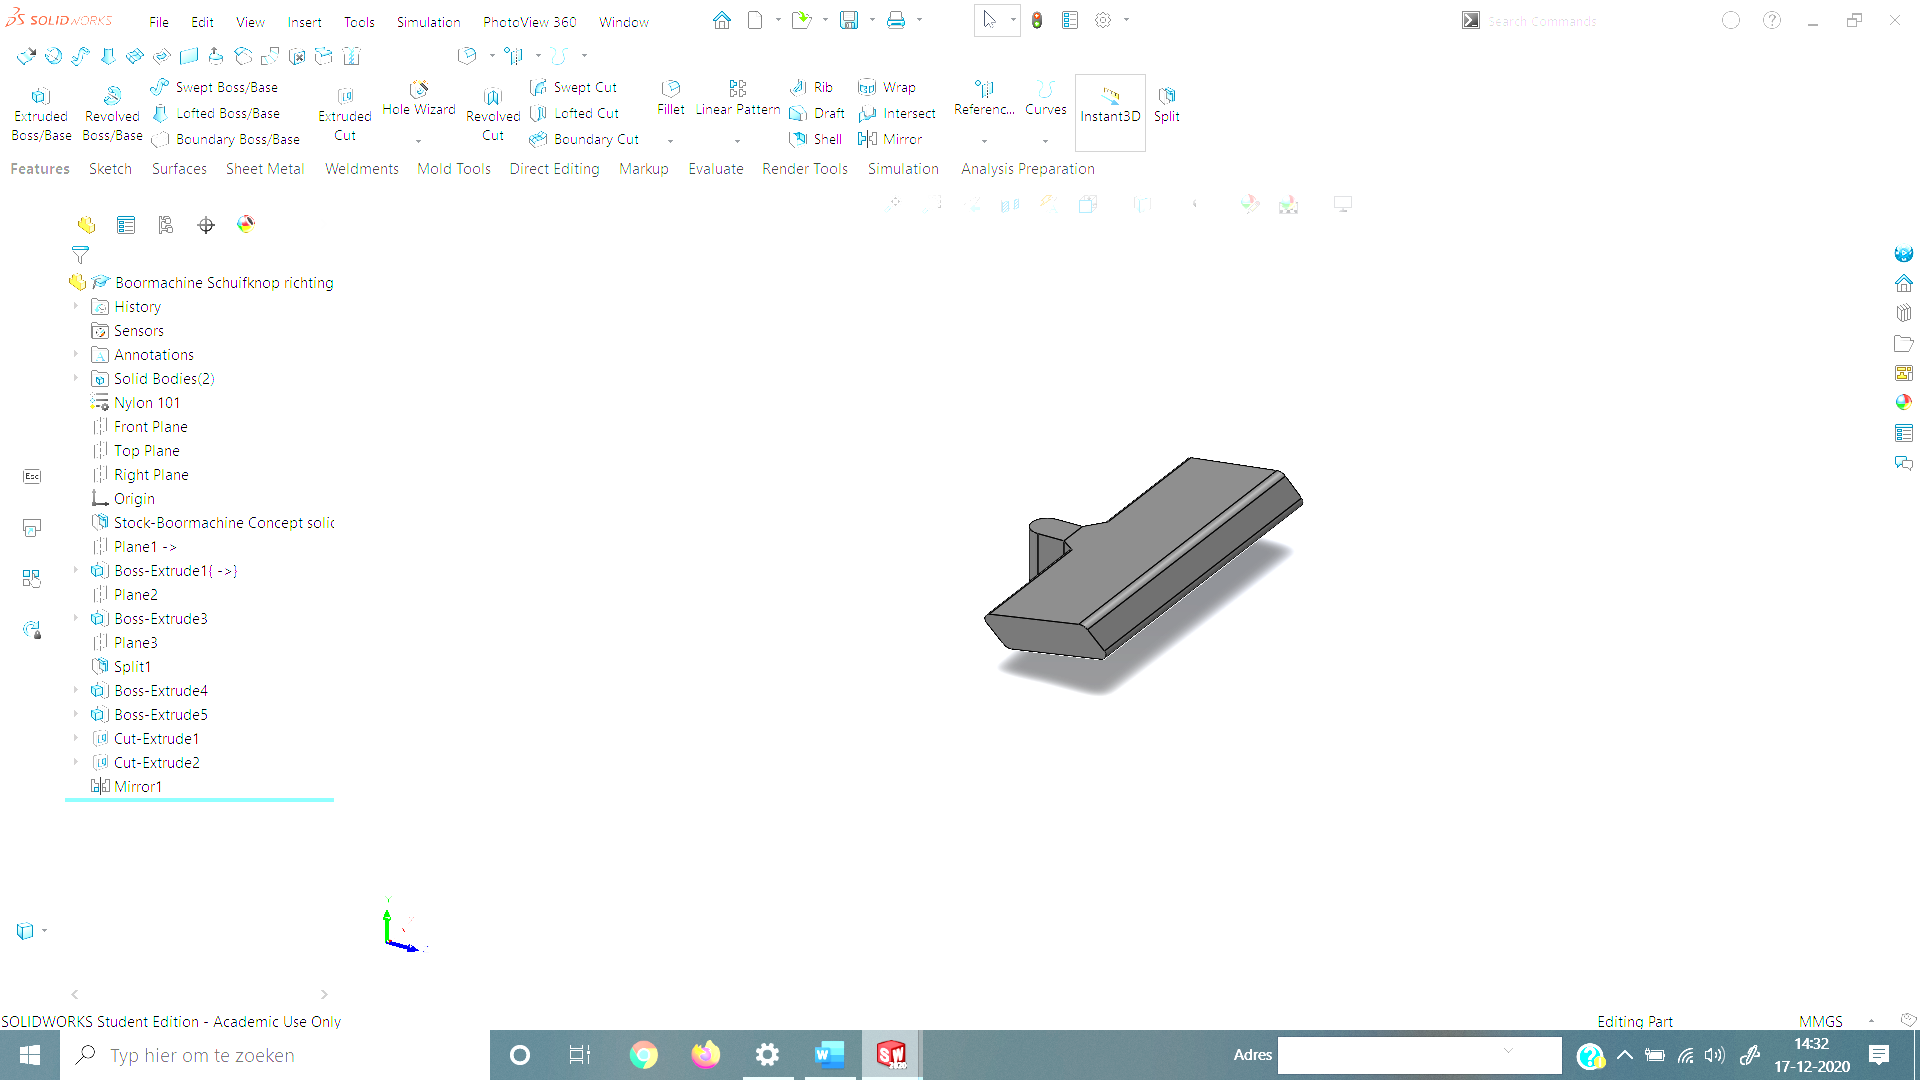 SOLIDWORKS File Edit View Insert Tools Simulation PhotoView 360 Window Search Commands
Extruded Boss/Base
Revolved Boss/Base
Swept Boss/Base
Lofted Boss/Base
Boundary Boss/Base
Extruded Cut
Hole Wizard
Revolved Cut
Swept Cut
Lofted Cut
Boundary Cut
Fillet
Linear Pattern
Rib
Draft
Shell
Wrap
Intersect
Mirror
Referenc...
Curves
Instant3D
Split
Features Sketch Surfaces Sheet Metal Weldments Mold Tools Direct Editing Markup Evaluate Render Tools Simulation Analysis Preparation
Boormachine Schuifknop richting
History
Sensors
Annotations
Solid Bodies(2)
Nylon 101
Front Plane
Top Plane
Right Plane
Esc
Origin
Stock-Boormachine Concept solid
Plane1 ->
Boss-Extrude1{ ->}
Plane2
Boss-Extrude3
Plane3
Split1
Boss-Extrude4
Boss-Extrude5
Cut-Extrude1
Cut-Extrude2
Mirror1
SOLIDWORKS Student Edition - Academic Use Only Editing Part MMGS
Typ hier om te zoeken
Adres
14:32
17-12-2020